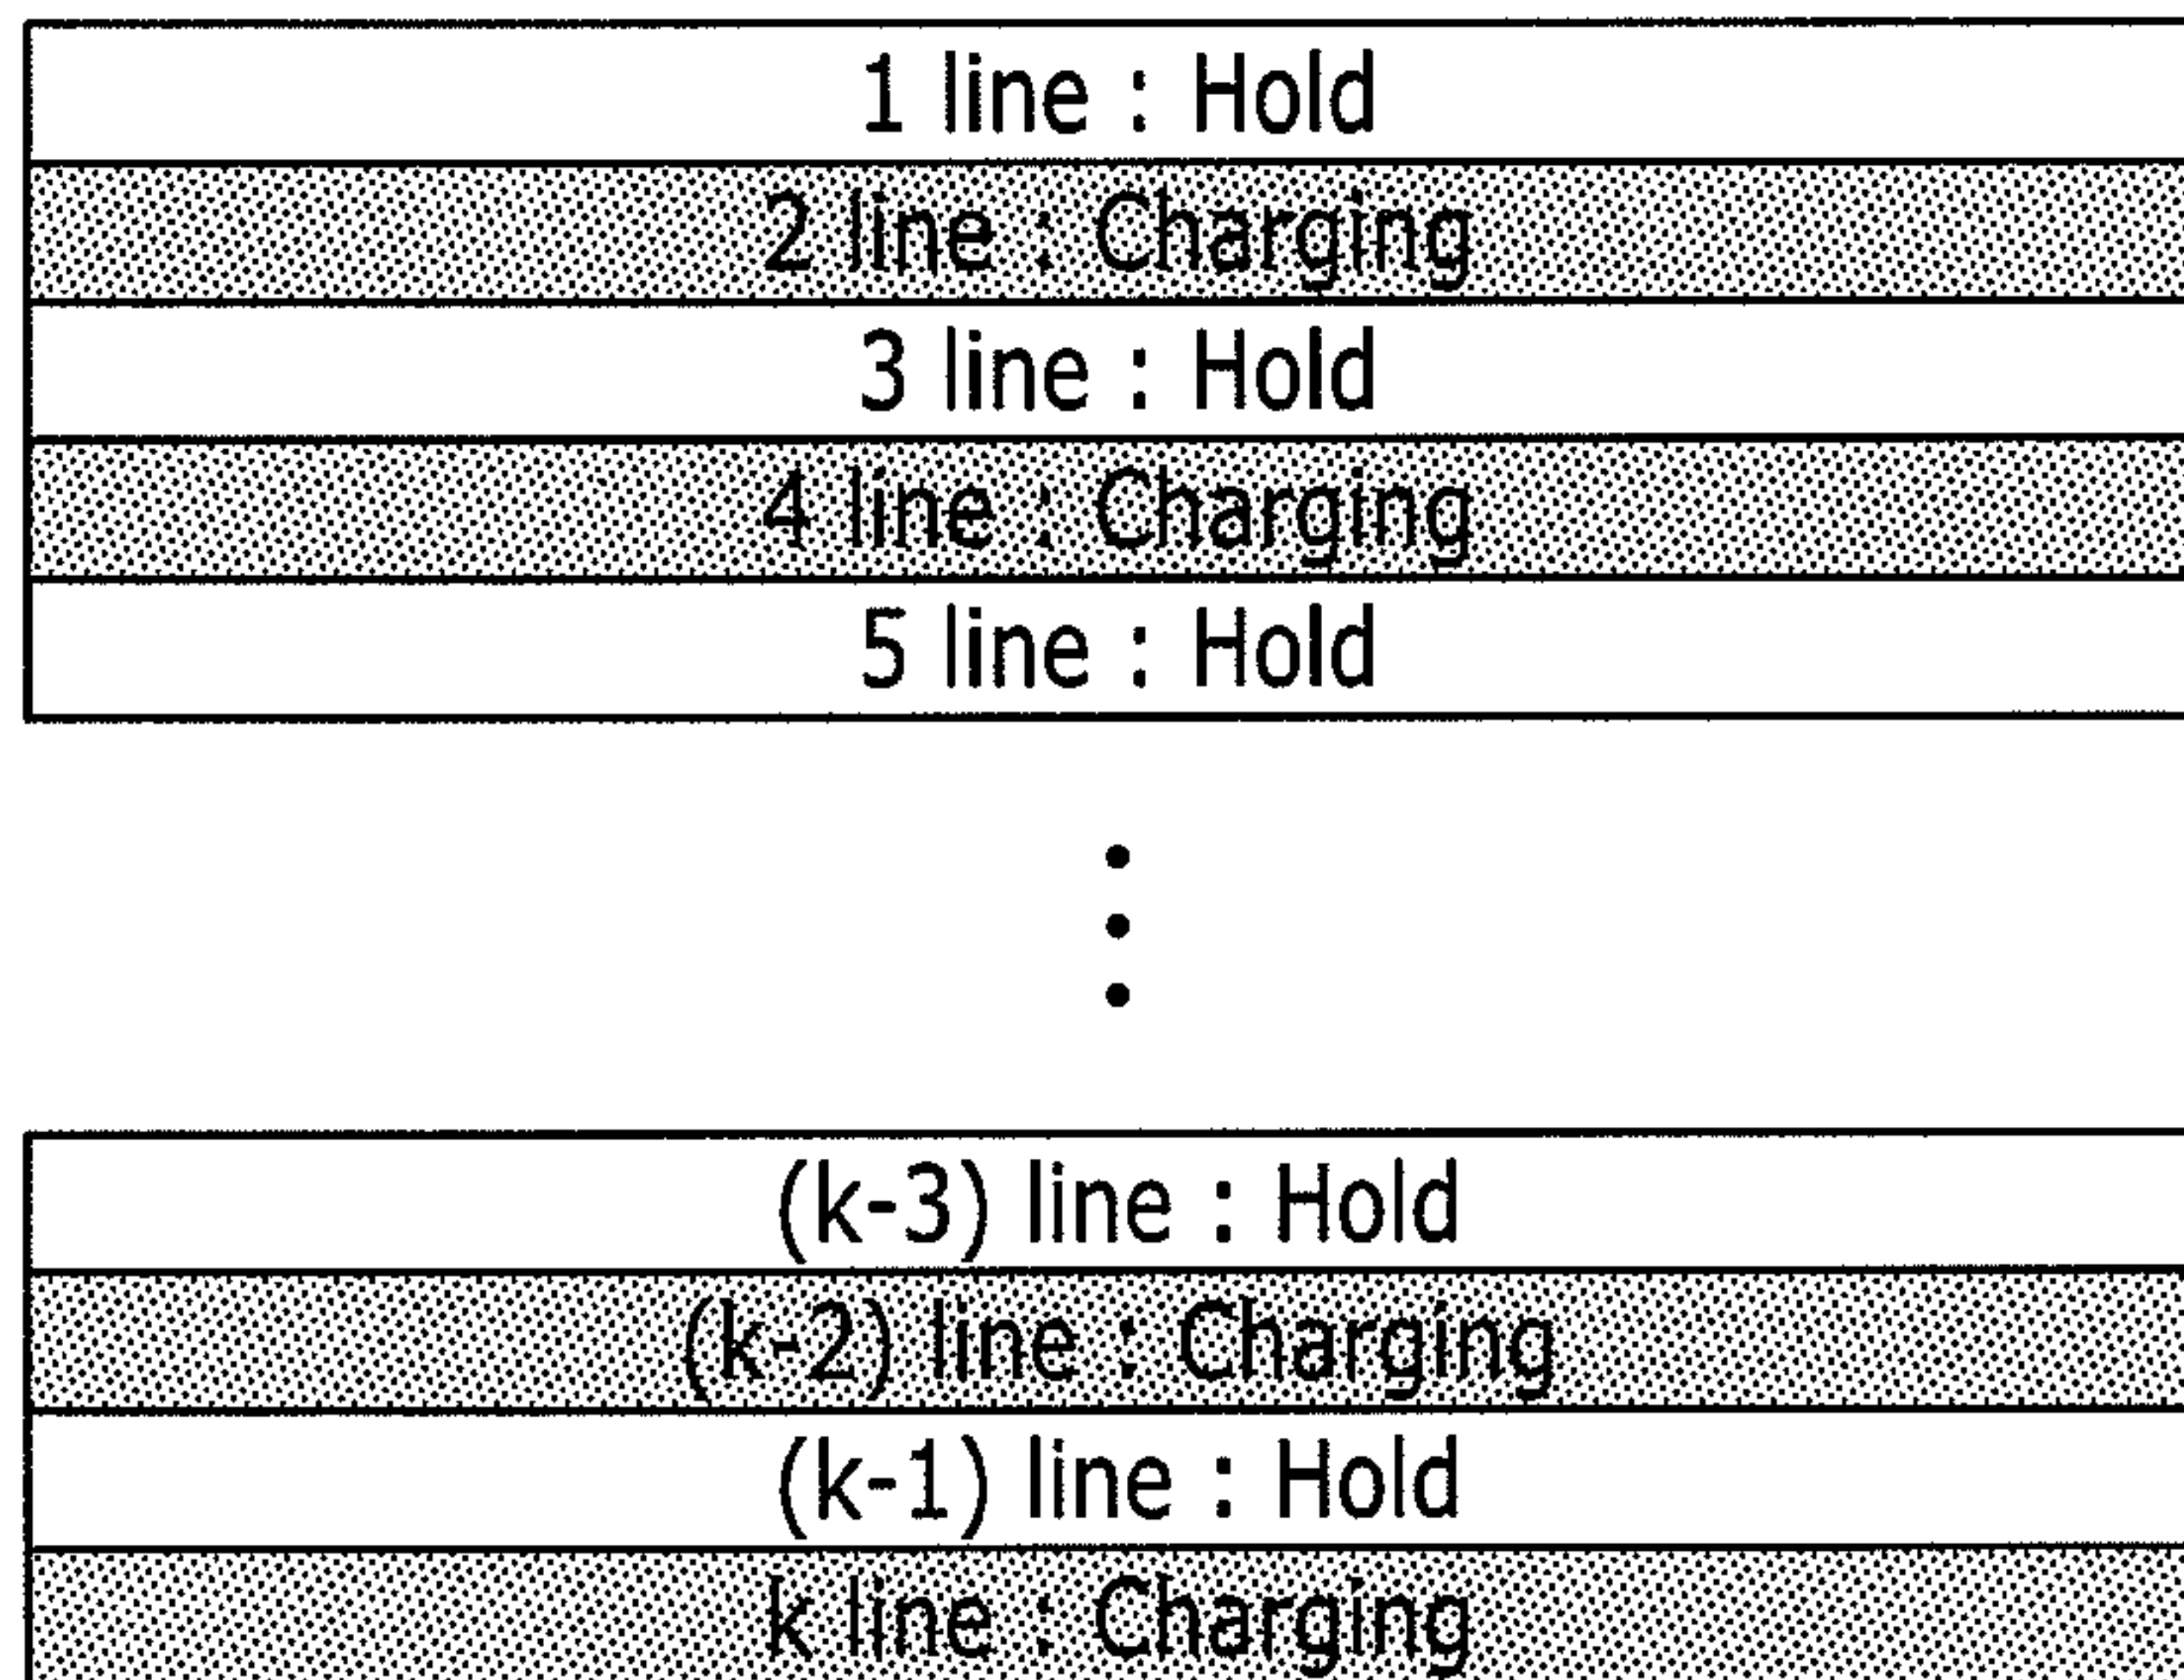 1 line : Hold
2 line : Charging
3 line : Hold
4 line : Charging
5 line : Hold
(k-3) line : Hold
(k-2) line : Charging
(k-1) line : Hold
k line : Charging